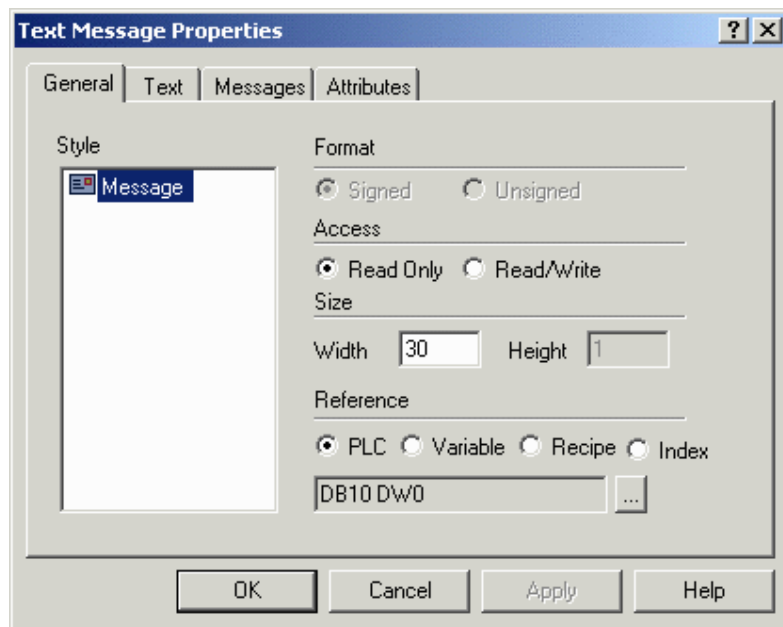 Text Message Properties
General Text Messages Attributes
Style
Message
Format
Signed Unsigned
Access
Read Only Read/Write
Size
Width 30 Height 1
Reference
PLC Variable Recipe Index
DB10 DW0 ...
OK Cancel Apply Help